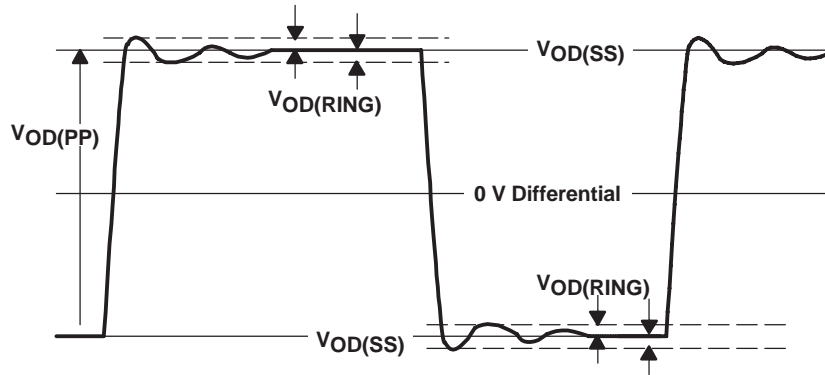 VOD(SS)
VOD(RING)
VOD(PP)
0 V Differential
VOD(RING)
VOD(SS)